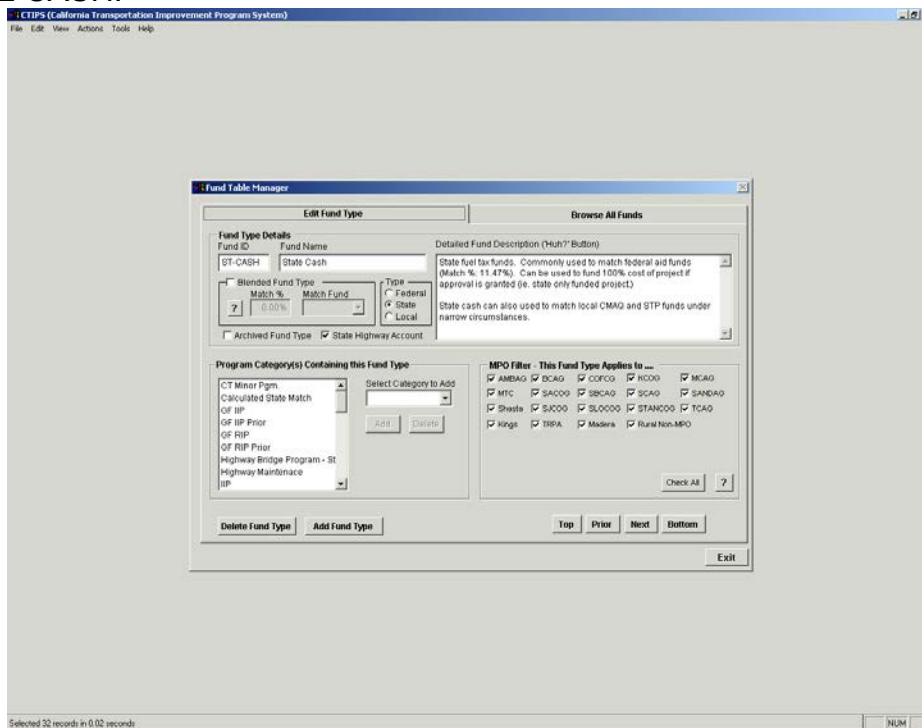 CTIPS (California Transportation Improvement Program System)
File Edit View Actions Tools Help
Fund Table Manager
Edit Fund Type
Browse All Funds
Fund Type Details
Fund ID Fund Name
ST-CASH State Cash
Blended Fund Type
Match % Match Fund
? 0.00%
Type
Federal
State
Local
Archived Fund Type State Highway Account
Detailed Fund Description ('Huh?' Button)
State fuel tax funds. Commonly used to match federal aid funds
(Match %: 11.47%). Can be used to fund 100% cost of project if
approval is granted (ie. state only funded project.)
State cash can also used to match local CMAQ and STP funds under
narrow circumstances.
Program Category(s) Containing this Fund Type
CT Minor Pgm.
Calculated State Match
GF IIP
GF IIP Prior
GF RIP
GF RIP Prior
Highway Bridge Program - St
Highway Maintenace
IIP
Select Category to Add
Add Delete
MPO Filter - This Fund Type Applies to ....
AMBAG BCAG COFCG KCOG MCAG
MTC SACOG SBCAG SCAG SANDAG
Shasta SJCOG SLOCOG STANCOG TCAG
Kings TRPA Madera Rural Non-MPO
Check All ?
Delete Fund Type Add Fund Type
Top Prior Next Bottom
Exit
Selected 32 records in 0.02 seconds
NUM